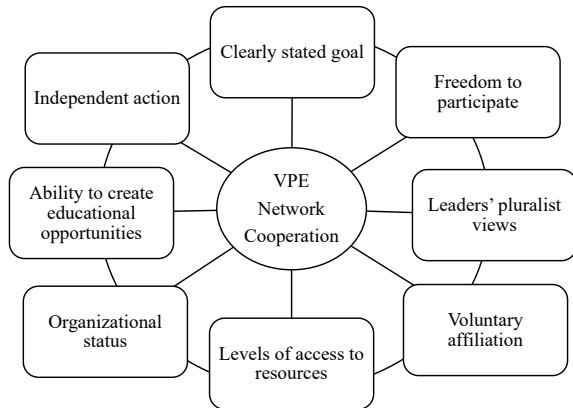 Clearly stated goal
Freedom to
participate
Leaders’ pluralist
views
Voluntary
affiliation
Levels of access to
resources
Organizational
status
Ability to create
educational
opportunities
Independent action
VPE
Network
Cooperation